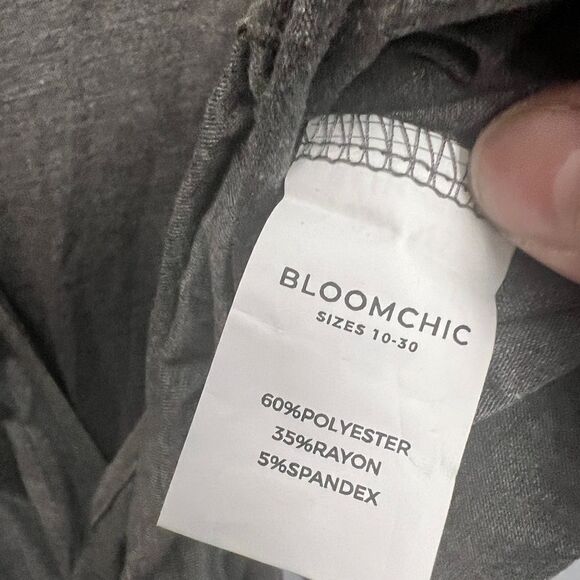 BLOOMCHIC
SIZES 10-30
60%POLYESTER
35%RAYON
5%SPANDEX